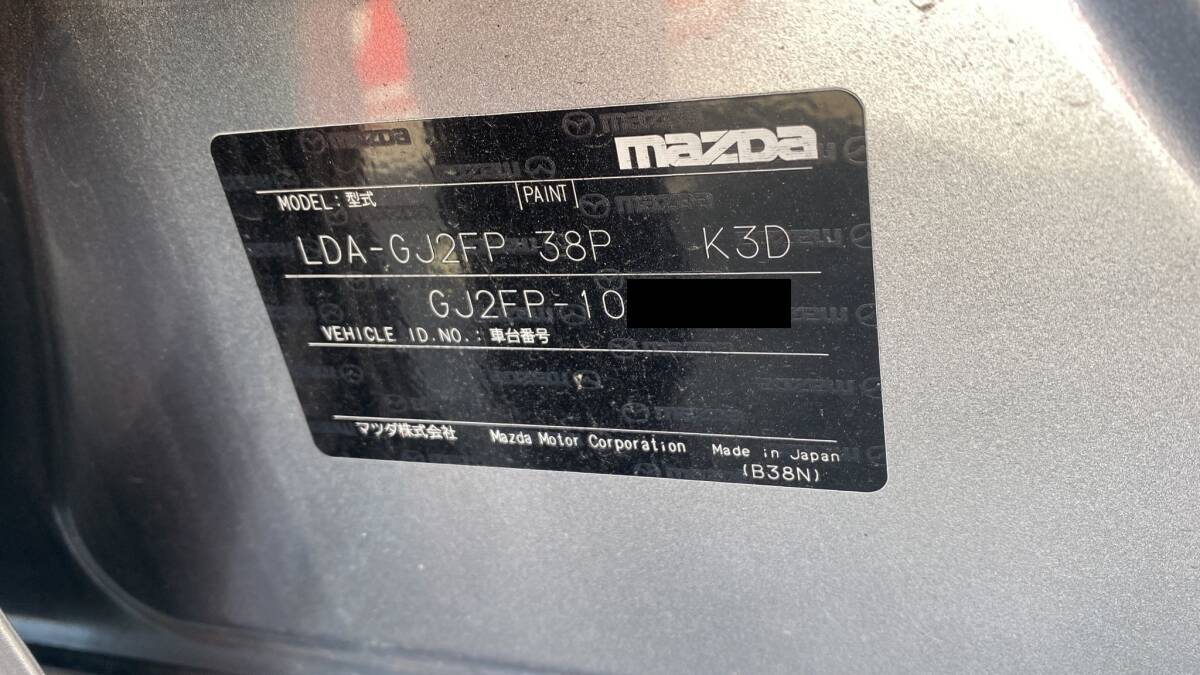 mazDa
MODEL:型式 PAINT
LDA-GJ2FP 38P K3D
GJ2FP-10
VEHICLE ID.NO.:車台番号
マツダ株式会社 Mazda Motor Corporation Made in Japan
(B38N)